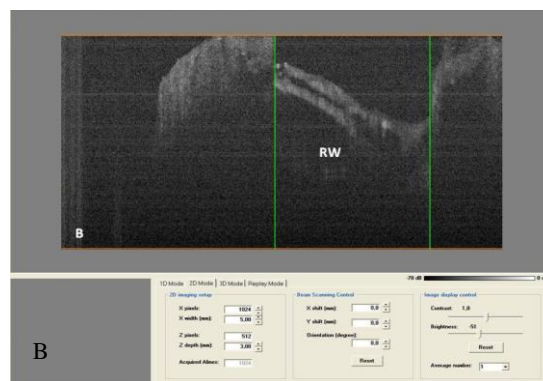 RW
B
-70 dB
1D Mode 2D Mode 3D Mode Replay Mode
2D imaging setup
X pixels: 1024
X width (mm): 5,00
Z pixels: 512
Z depth (mm): 3,00
Acquired Alines: 1024
Beam Scanning Control
X shift (mm): 0,0
Y shift (mm): 0,0
Orientation (degree):
0,0
Reset
Image display control
Contrast: 1,0
Brightness: -51
Reset
Average number: 1
B